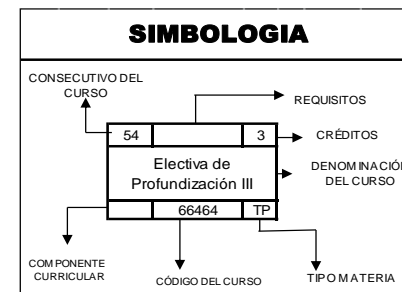 SIMBOLOGIA
CONSECUTIVO DEL
CURSO
REQUISITOS
54
3
CRÉDITOS
Electiva de
Profundización III
DENOMINACIÓN
DEL CURSO
66464
TP
COMPONENTE
CURRICULAR
CÓDIGO DEL CURSO
TIPO MATERIA